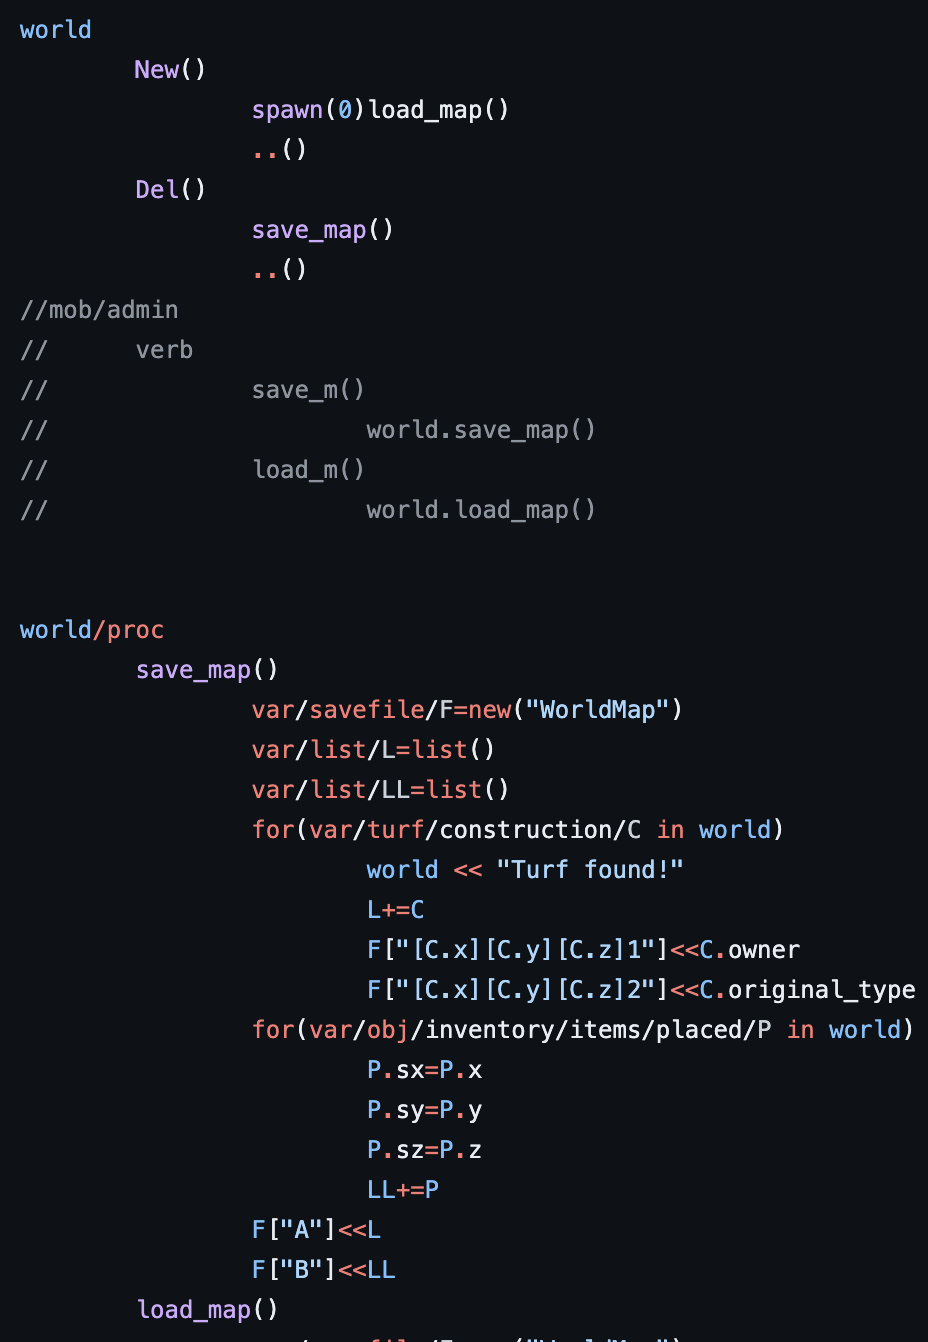 world
New()
spawn(0)load_map()
..()
Del()
save_map()
..()
//mob/admin
// verb
// save_m()
// world.save_map()
// load_m()
// world.load_map()
world/proc
save_map()
var/savefile/F=new("WorldMap")
var/list/L=list()
var/list/LL=list()
for(var/turf/construction/C in world)
world << "Turf found!"
L+=C
F["[C.x][C.y][C.z]1"]<<C.owner
F["[C.x][C.y][C.z]2"]<<C.original_type
for(var/obj/inventory/items/placed/P in world)
P.sx=P.x
P.sy=P.y
P.sz=P.z
LL+=P
F["A"]<<L
F["B"]<<LL
load_map()